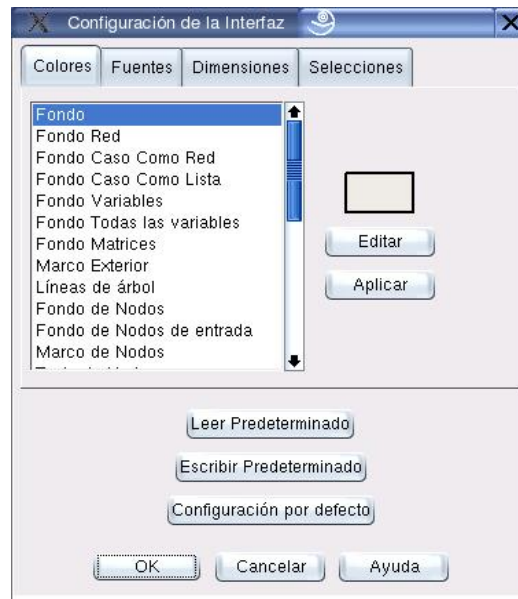 Configuración de la Interfaz
Colores Fuentes Dimensiones Selecciones
Fondo
Fondo Red
Fondo Caso Como Red
Fondo Caso Como Lista
Fondo Variables
Fondo Todas las variables
Fondo Matrices
Marco Exterior
Líneas de árbol
Fondo de Nodos
Fondo de Nodos de entrada
Marco de Nodos
Editar
Aplicar
Leer Predeterminado
Escribir Predeterminado
Configuración por defecto
OK Cancelar Ayuda